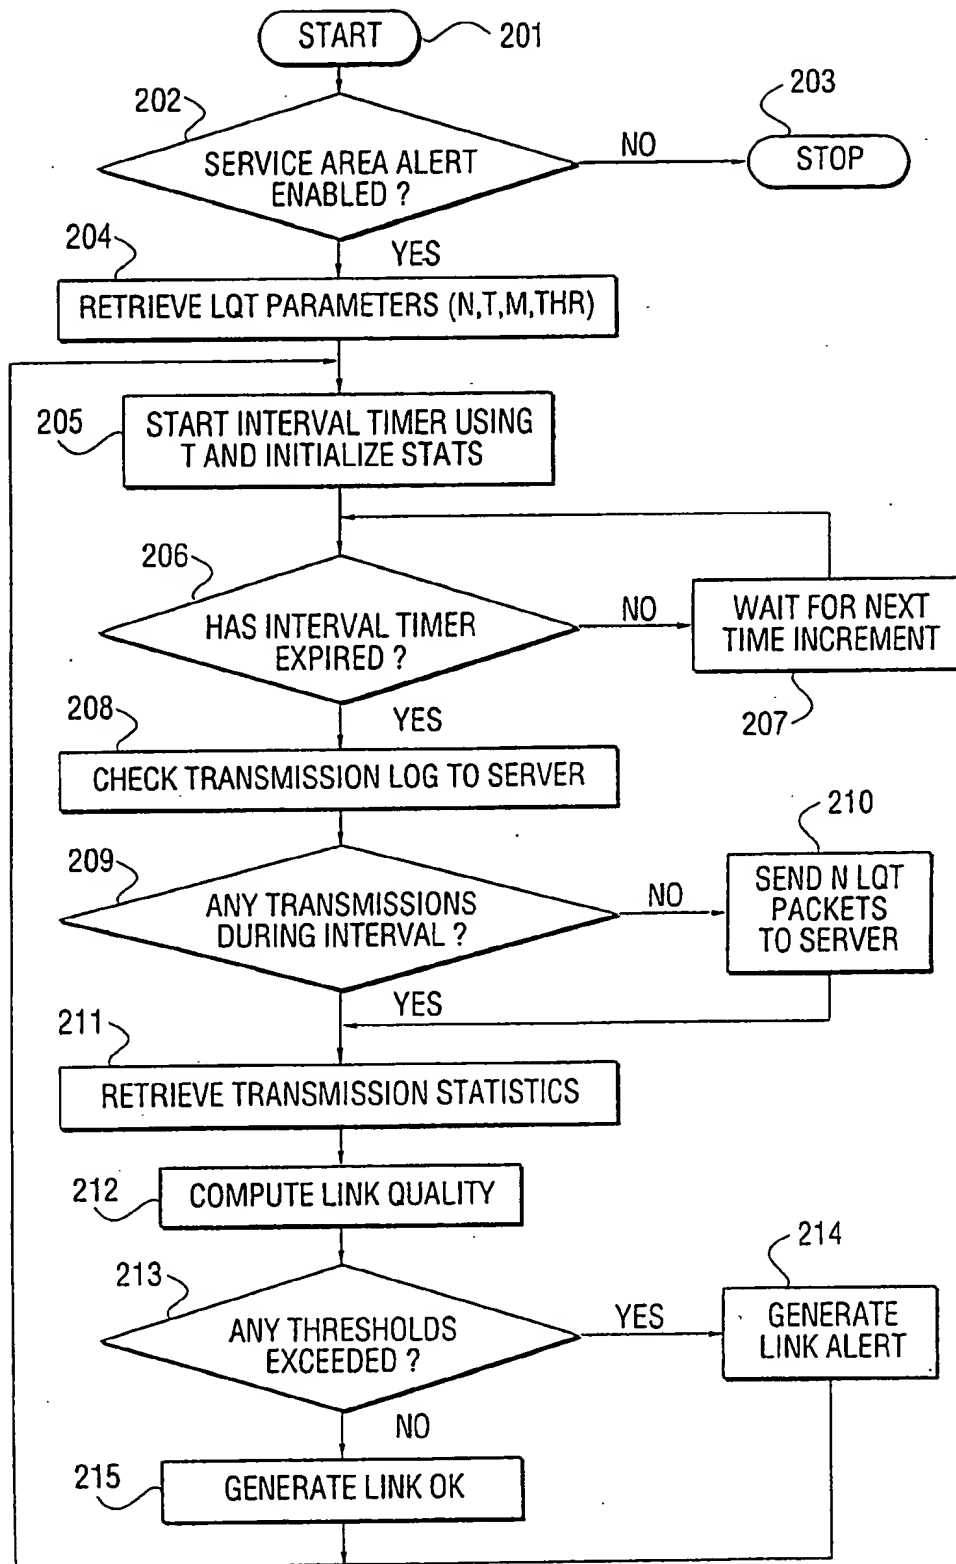 START
201
202
SERVICE AREA ALERT
ENABLED ?
NO
203
STOP
YES
204
RETRIEVE LQT PARAMETERS (N,T,M,THR)
205
START INTERVAL TIMER USING
T AND INITIALIZE STATS
206
HAS INTERVAL TIMER
EXPIRED ?
NO
WAIT FOR NEXT
TIME INCREMENT
207
YES
208
CHECK TRANSMISSION LOG TO SERVER
209
ANY TRANSMISSIONS
DURING INTERVAL ?
NO
210
SEND N LQT
PACKETS
TO SERVER
YES
211
RETRIEVE TRANSMISSION STATISTICS
212
COMPUTE LINK QUALITY
213
ANY THRESHOLDS
EXCEEDED ?
YES
214
GENERATE
LINK ALERT
NO
215
GENERATE LINK OK